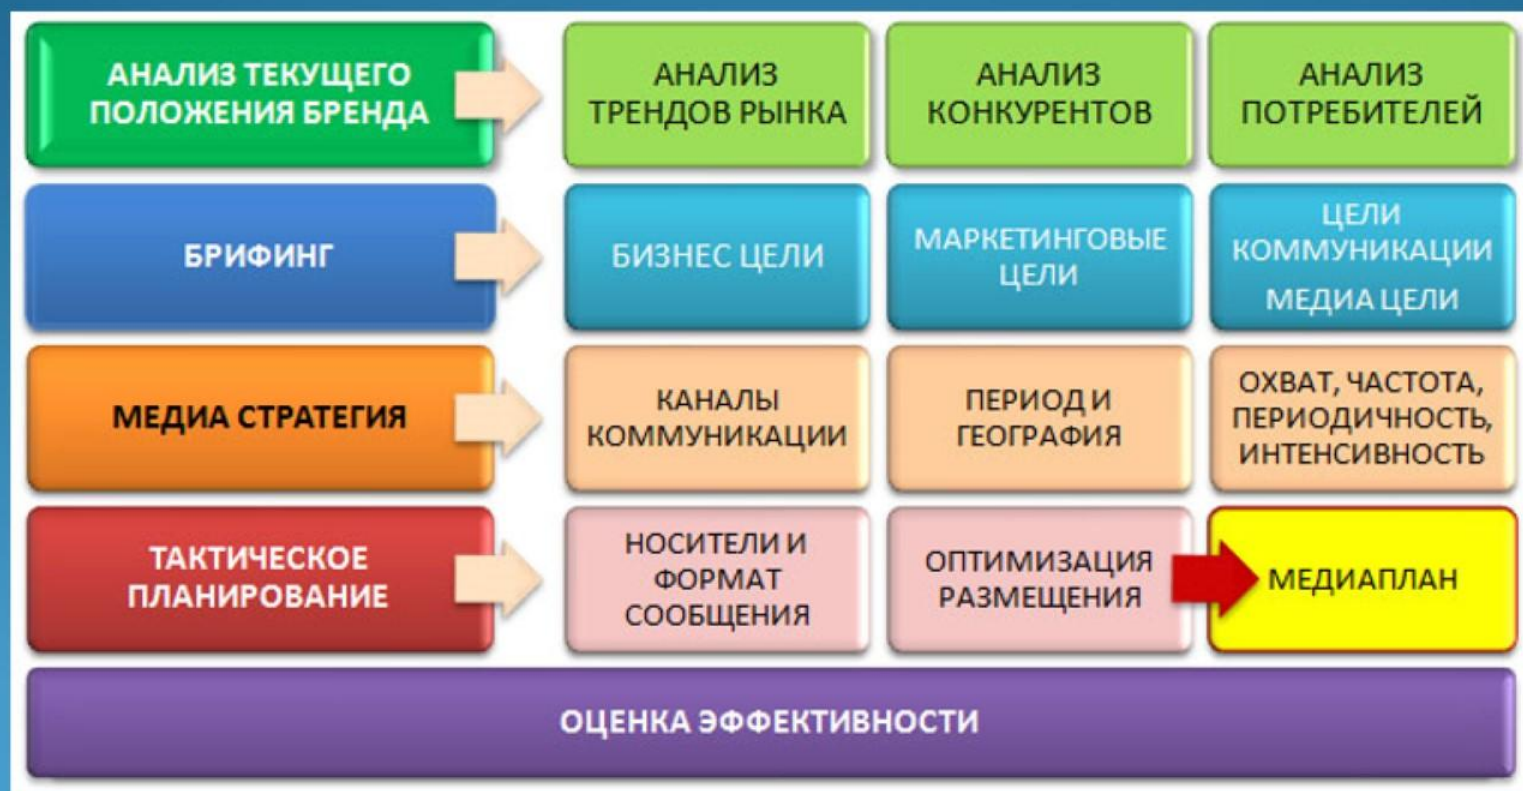 АНАЛИЗ ТЕКУЩЕГО
ПОЛОЖЕНИЯ БРЕНДА
АНАЛИЗ
ТРЕНДОВ РЫНКА
АНАЛИЗ
КОНКУРЕНТОВ
АНАЛИЗ
ПОТРЕБИТЕЛЕЙ
БРИФИНГ
БИЗНЕС ЦЕЛИ
МАРКЕТИНГОВЫЕ
ЦЕЛИ
ЦЕЛИ
КОММУНИКАЦИИ
МЕДИА ЦЕЛИ
МЕДИА СТРАТЕГИЯ
КАНАЛЫ
КОММУНИКАЦИИ
ПЕРИОД И
ГЕОГРАФИЯ
ОХВАТ, ЧАСТОТА,
ПЕРИОДИЧНОСТЬ,
ИНТЕНСИВНОСТЬ
ТАКТИЧЕСКОЕ
ПЛАНИРОВАНИЕ
НОСИТЕЛИ И
ФОРМАТ
СООБЩЕНИЯ
ОПТИМИЗАЦИЯ
РАЗМЕЩЕНИЯ
МЕДИАПЛАН
ОЦЕНКА ЭФФЕКТИВНОСТИ